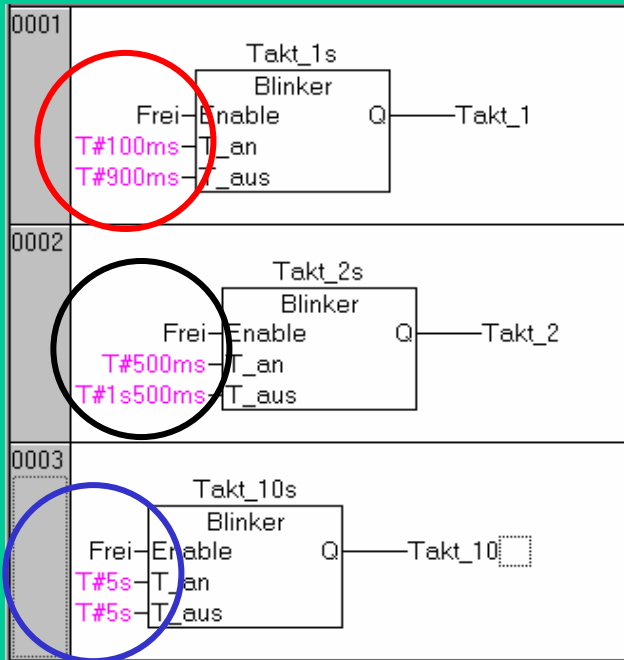 0001
Takt_1s
Blinker
Frei Enable Q Takt_1
T#100ms T_an
T#900ms T_aus
0002
Takt_2s
Blinker
Frei Enable Q Takt_2
T#500ms T_an
T#1s500ms T_aus
0003
Takt_10s
Blinker
Frei Enable Q Takt_10
T#5s T_an
T#5s T_aus